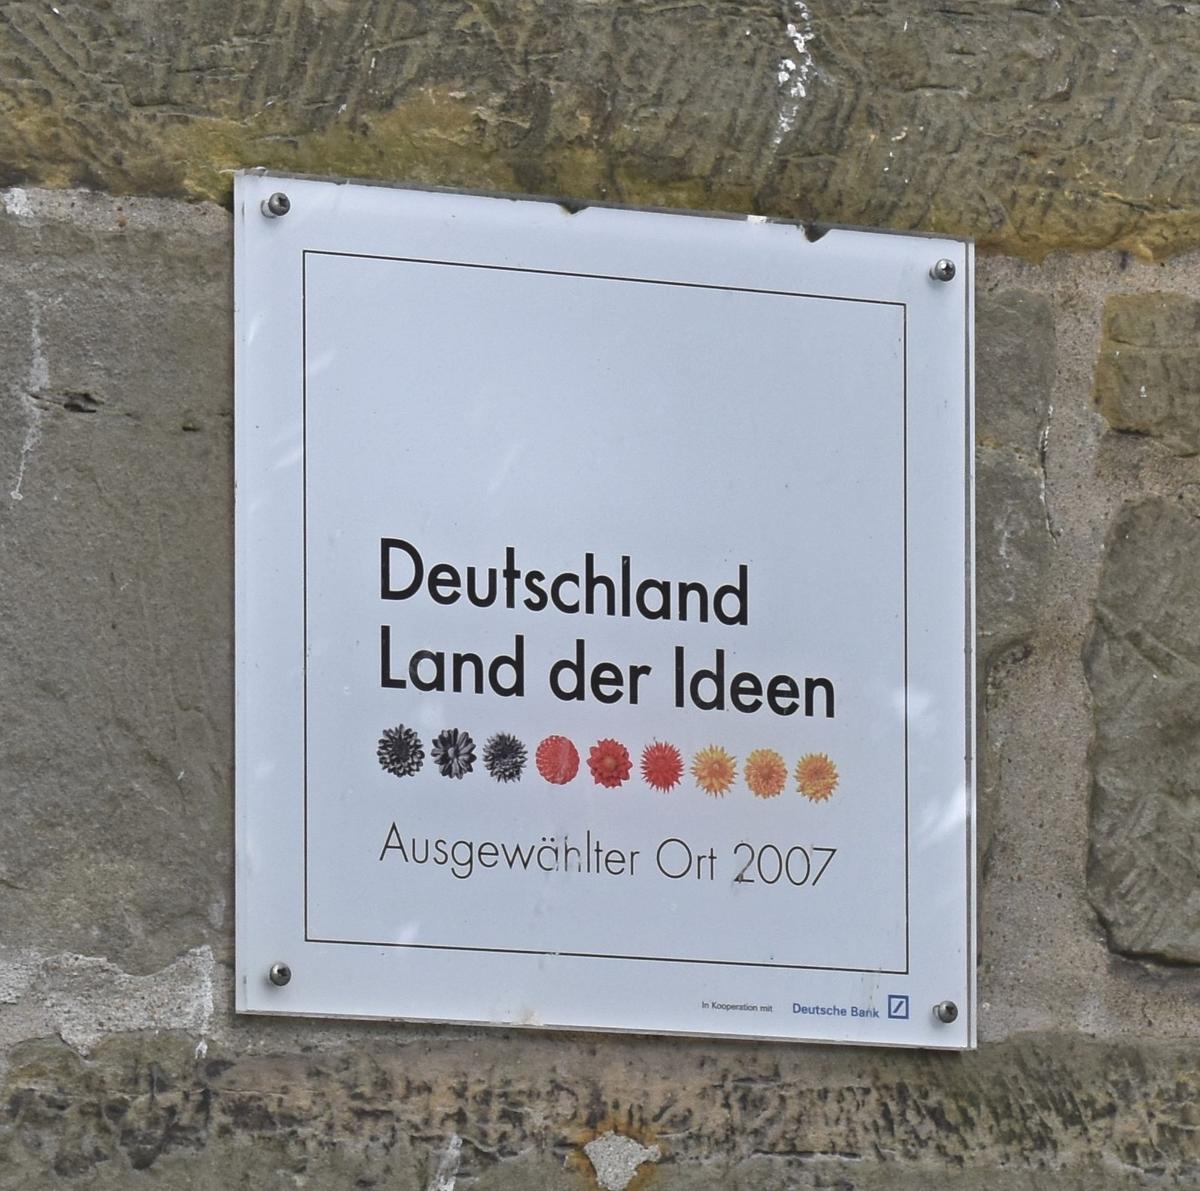 Deutschland
Land der Ideen
Ausgewählter Ort 2007
In Kooperation mit Deutsche Bank